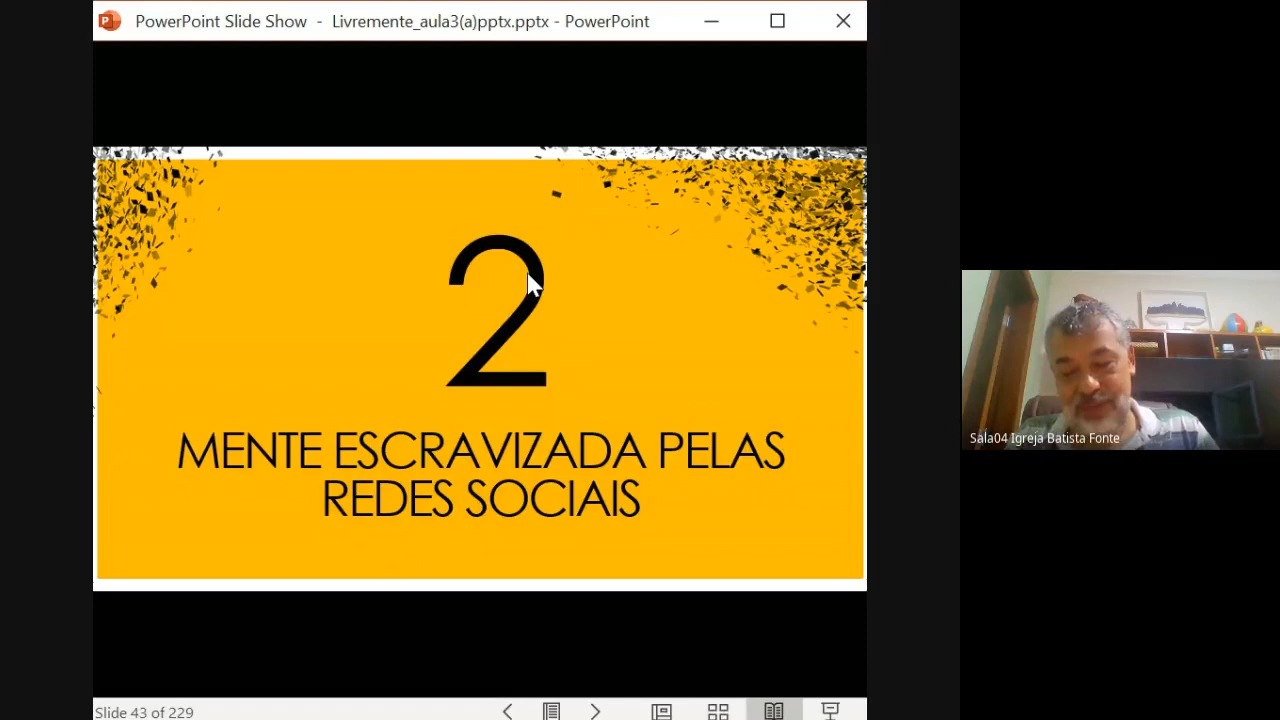 PowerPoint Slide Show - Livremente_aula3(a)pptx.pptx - PowerPoint
2
MENTE ESCRAVIZADA PELAS
REDES SOCIAIS
Sala04 Igreja Batista Fonte
Slide 43 of 229